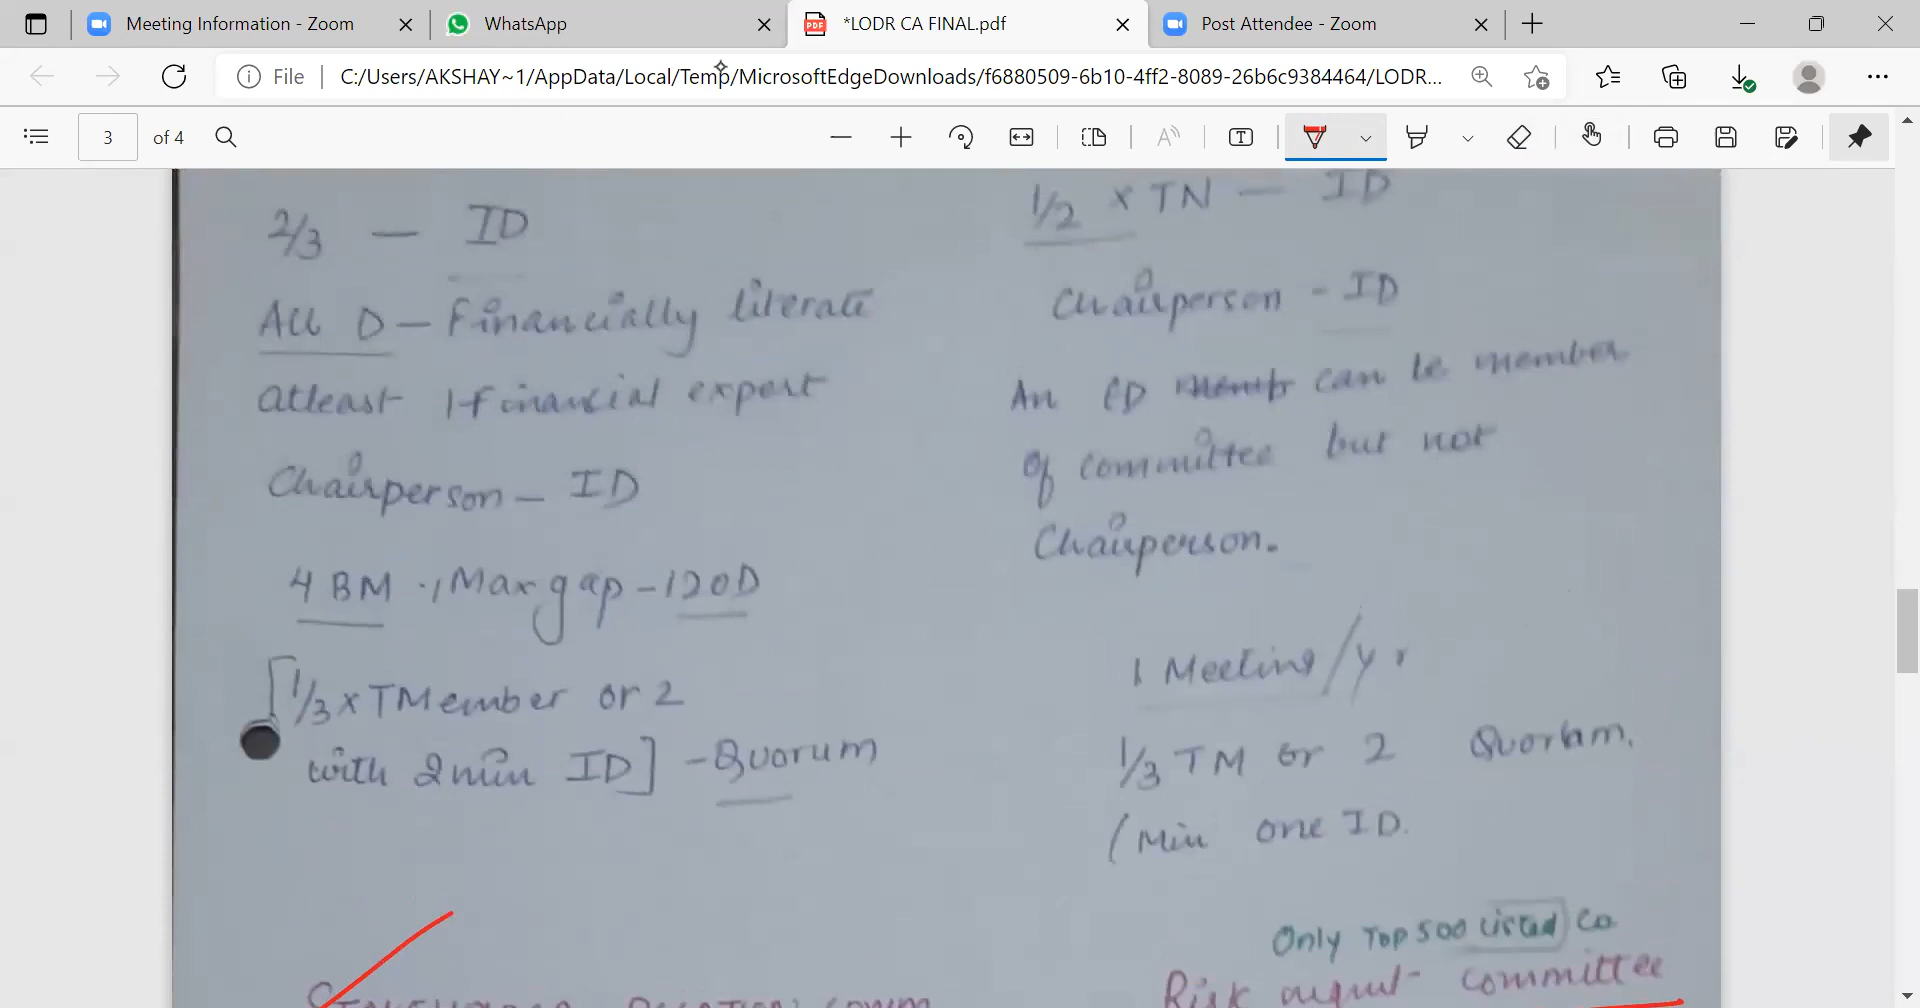 Meeting Information - Zoom
WhatsApp
*LODR CA FINAL.pdf
Post Attendee - Zoom
File
C:/Users/AKSHAY~1/AppData/Local/Temp/MicrosoftEdgeDownloads/f6880509-6b10-4ff2-8089-26b6c9384464/LODR...
3 of 4
2/3 — ID
All D — Financially literate
atleast 1 financial expert
Chairperson — ID
4 BM ., Max gap - 120D
[1/3 x TMember or 2
with 2 min ID] - Quorum
1/2 x TN — ID
Chairperson - ID
An ED can be member
of committee but not
Chairperson.
1 Meeting/yr
1/3 TM or 2 Quorum.
(Min one ID.
Only Top 500 listed Co
Risk mgmt committee